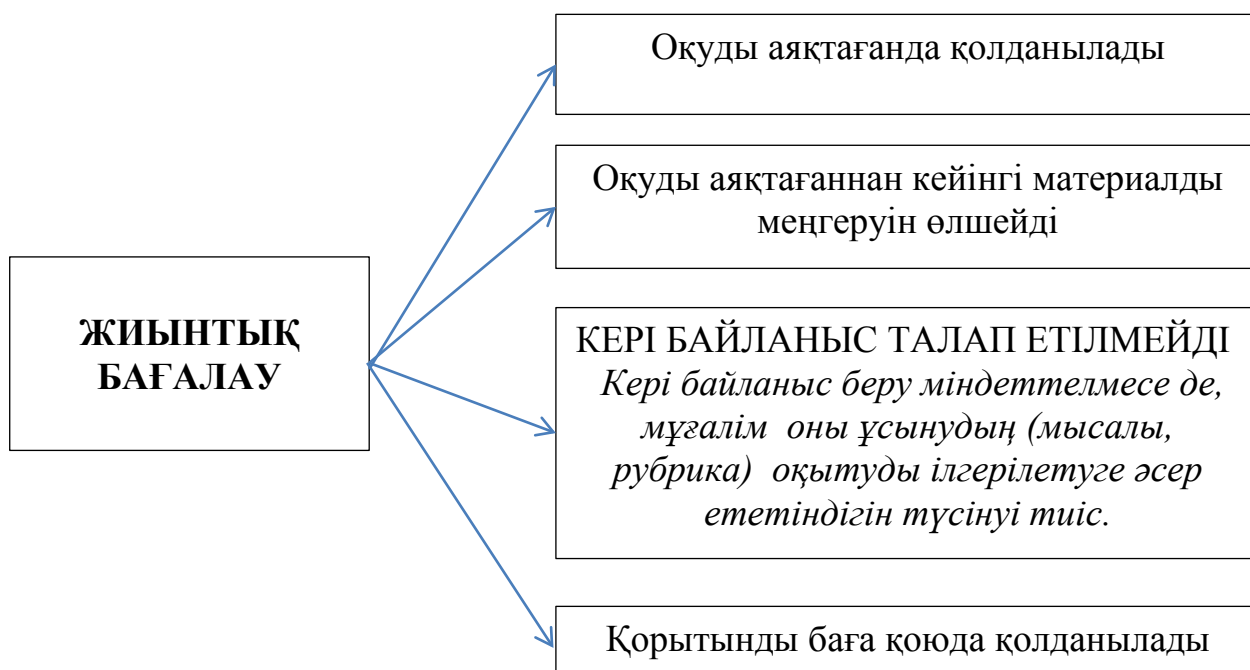 Оқуды аяқтағанда қолданылады
Оқуды аяқтағаннан кейінгі материалды
меңгеруін өлшейді
ЖИЫНТЫҚ
БАҒАЛАУ
КЕРІ БАЙЛАНЫС ТАЛАП ЕТІЛМЕЙДІ
Кері байланыс беру міндеттелмесе де,
мұғалім оны ұсынудың (мысалы,
рубрика) оқытуды ілгерілетуге әсер
ететіндігін түсінуі тиіс.
Қорытынды баға қоюда қолданылады